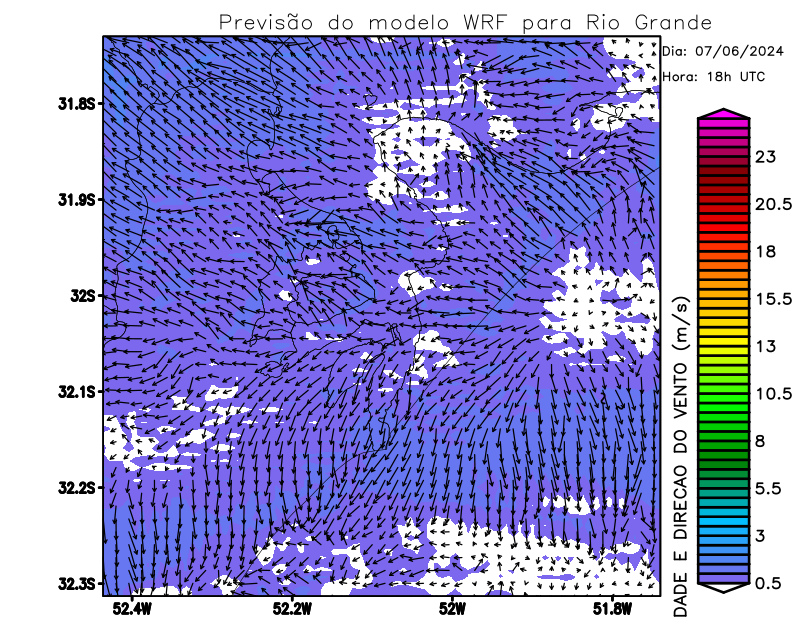 Previsão do modelo WRF para Rio Grande
Dia: 07/06/2024
Hora: 18h UTC
31.8S
31.9S
32S
32.1S
32.2S
32.3S
52.4W
52.2W
52W
51.8W
23
20.5
18
15.5
13
10.5
8
5.5
3
0.5
DADE E DIRECAO DO VENTO (m/s)